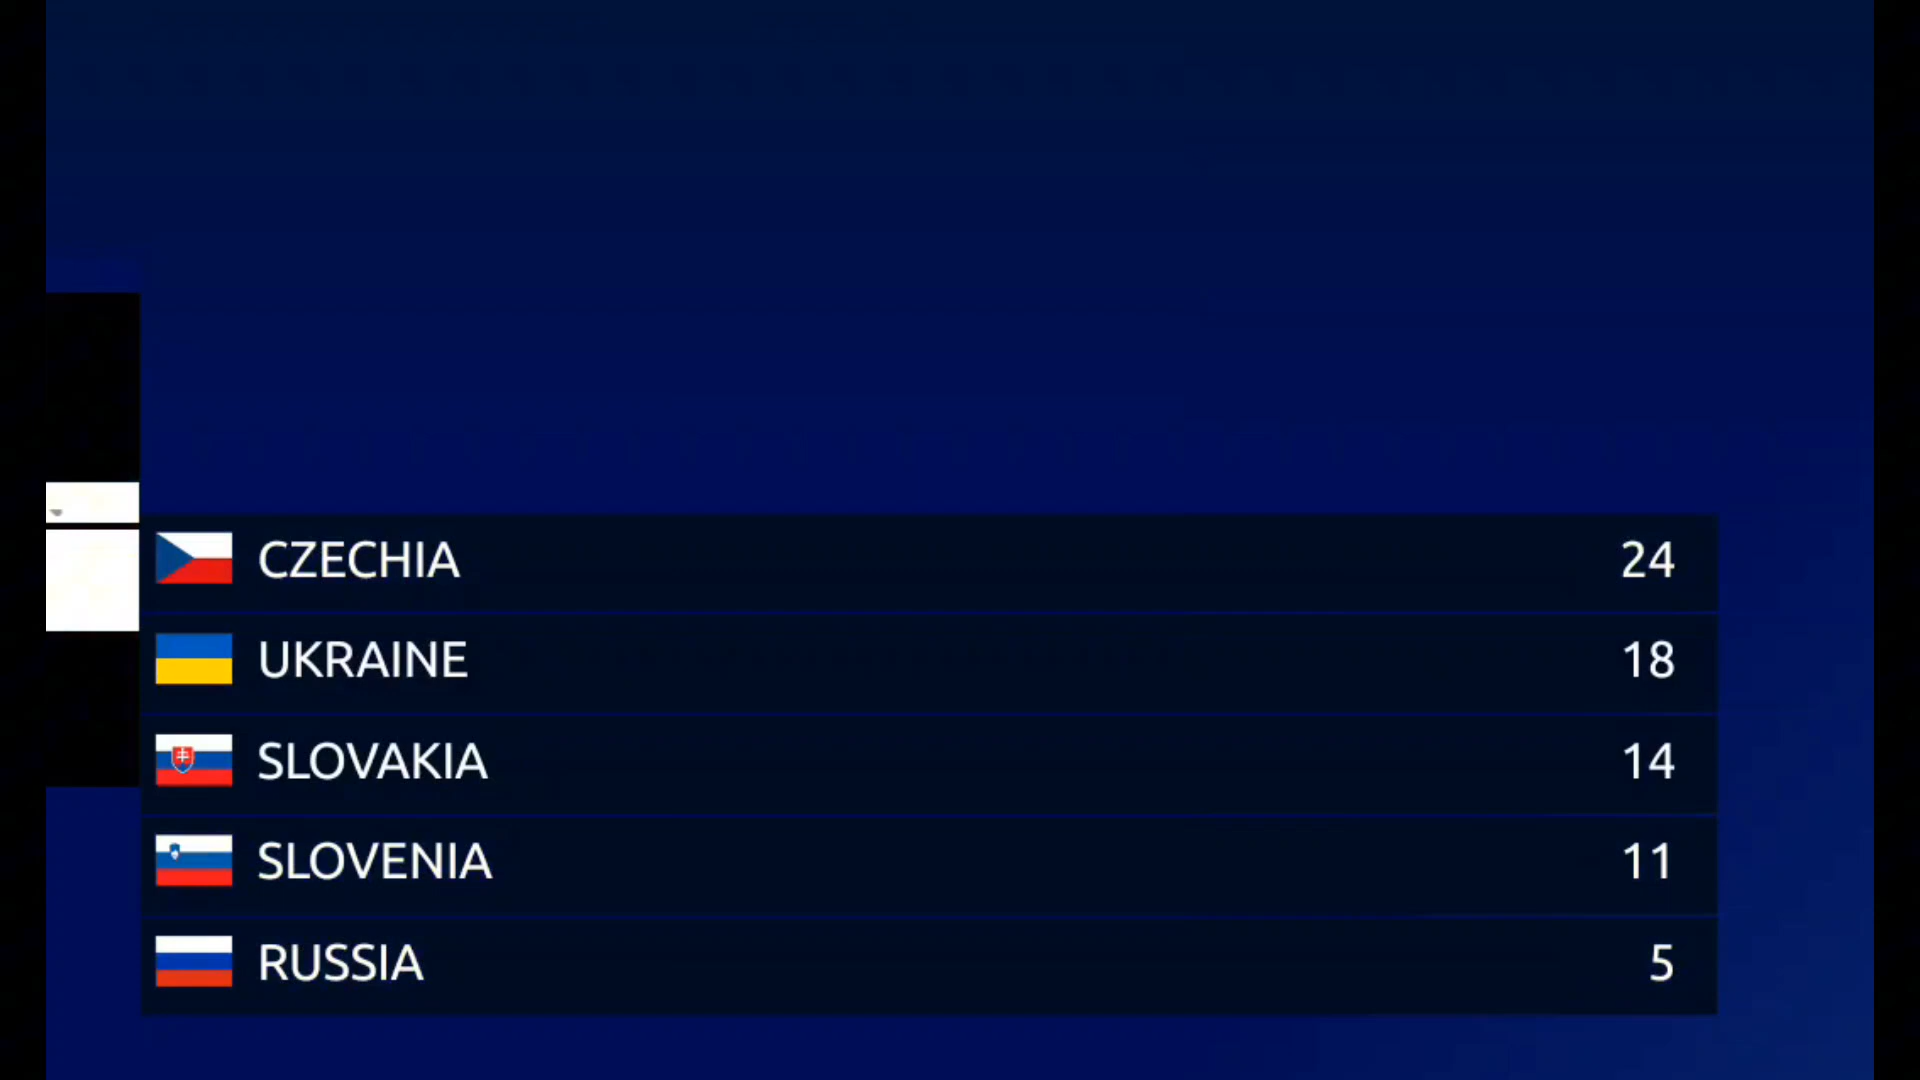 CZECHIA 24
UKRAINE 18
SLOVAKIA 14
SLOVENIA 11
RUSSIA 5